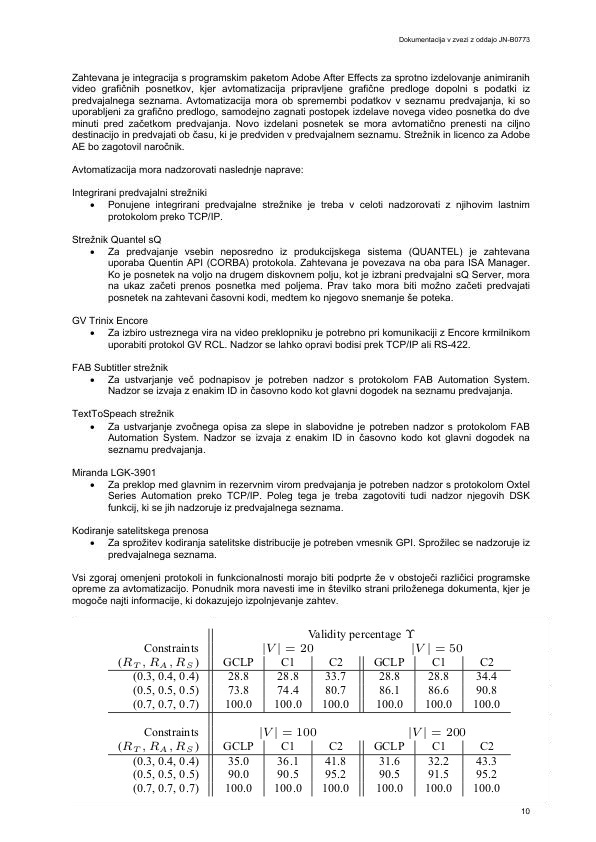 Dokumentacija v zvezi z oddajo JN-B0773
Zahtevana je integracija s programskim paketom Adobe After Effects za sprotno izdelovanje animiranih
video grafičnih posnetkov, kjer avtomatizacija pripravljene grafične predloge dopolni s podatki iz
predvajalnega seznama. Avtomatizacija mora ob spremembi podatkov v seznamu predvajanja, ki so
uporabljeni za grafično predlogo, samodejno zagnati postopek izdelave novega video posnetka do dve
minuti pred začetkom predvajanja. Novo izdelani posnetek se mora avtomatično prenesti na ciljno
destinacijo in predvajati ob času, ki je predviden v predvajalnem seznamu. Strežnik in licenco za Adobe
AE bo zagotovil naročnik.
Avtomatizacija mora nadzorovati naslednje naprave:
Integrirani predvajalni strežniki
• Ponujene integrirani predvajalne strežnike je treba v celoti nadzorovati z njihovim lastnim
protokolom preko TCP/IP.
Strežnik Quantel sQ
• Za predvajanje vsebin neposredno iz produkcijskega sistema (QUANTEL) je zahtevana
uporaba Quentin API (CORBA) protokola. Zahtevana je povezava na oba para ISA Manager.
Ko je posnetek na voljo na drugem diskovnem polju, kot je izbrani predvajalni sQ Server, mora
na ukaz začeti prenos posnetka med poljema. Prav tako mora biti možno začeti predvajati
posnetek na zahtevani časovni kodi, medtem ko njegovo snemanje še poteka.
GV Trinix Encore
• Za izbiro ustreznega vira na video preklopniku je potrebno pri komunikaciji z Encore krmilnikom
uporabiti protokol GV RCL. Nadzor se lahko opravi bodisi prek TCP/IP ali RS-422.
FAB Subtitler strežnik
• Za ustvarjanje več podnapisov je potreben nadzor s protokolom FAB Automation System.
Nadzor se izvaja z enakim ID in časovno kodo kot glavni dogodek na seznamu predvajanja.
TextToSpeach strežnik
• Za ustvarjanje zvočnega opisa za slepe in slabovidne je potreben nadzor s protokolom FAB
Automation System. Nadzor se izvaja z enakim ID in časovno kodo kot glavni dogodek na
seznamu predvajanja.
Miranda LGK-3901
• Za preklop med glavnim in rezervnim virom predvajanja je potreben nadzor s protokolom Oxtel
Series Automation preko TCP/IP. Poleg tega je treba zagotoviti tudi nadzor njegovih DSK
funkcij, ki se jih nadzoruje iz predvajalnega seznama.
Kodiranje satelitskega prenosa
• Za sprožitev kodiranja satelitske distribucije je potreben vmesnik GPI. Sprožilec se nadzoruje iz
predvajalnega seznama.
Vsi zgoraj omenjeni protokoli in funkcionalnosti morajo biti podprte že v obstoječi različici programske
opreme za avtomatizacijo. Ponudnik mora navesti ime in številko strani priloženega dokumenta, kjer je
mogoče najti informacije, ki dokazujejo izpolnjevanje zahtev.
Validity percentage ϒ
Constraints |V| = 20 |V| = 50
(R_T, R_A, R_S) GCLP C1 C2 GCLP C1 C2
(0.3, 0.4, 0.4) 28.8 28.8 33.7 28.8 28.8 34.4
(0.5, 0.5, 0.5) 73.8 74.4 80.7 86.1 86.6 90.8
(0.7, 0.7, 0.7) 100.0 100.0 100.0 100.0 100.0 100.0
Constraints |V| = 100 |V| = 200
(R_T, R_A, R_S) GCLP C1 C2 GCLP C1 C2
(0.3, 0.4, 0.4) 35.0 36.1 41.8 31.6 32.2 43.3
(0.5, 0.5, 0.5) 90.0 90.5 95.2 90.5 91.5 95.2
(0.7, 0.7, 0.7) 100.0 100.0 100.0 100.0 100.0 100.0
10